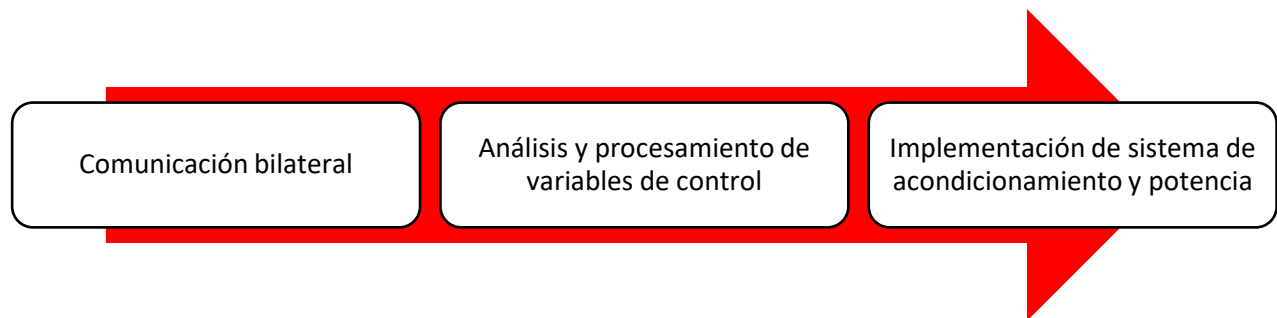 Comunicación bilateral
Análisis y procesamiento de
variables de control
Implementación de sistema de
acondicionamiento y potencia